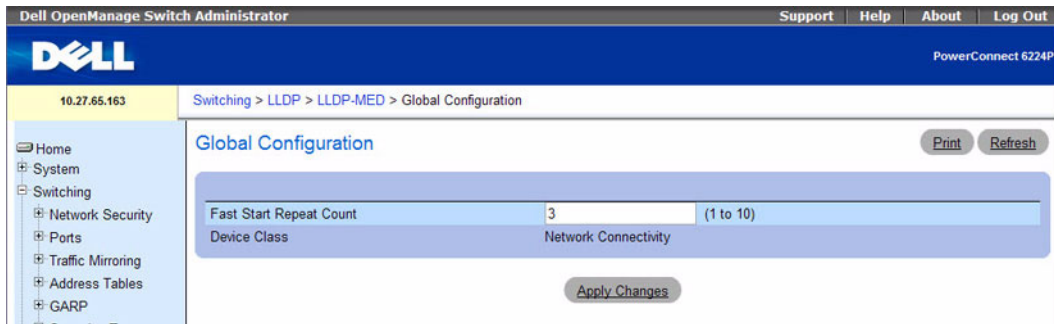 Dell OpenManage Switch Administrator
Support | Help | About | Log Out
DELL
PowerConnect 6224P
10.27.65.163
Switching > LLDP > LLDP-MED > Global Configuration
Home
System
Switching
Network Security
Ports
Traffic Mirroring
Address Tables
GARP
Global Configuration
Print
Refresh
Fast Start Repeat Count 3 (1 to 10)
Device Class Network Connectivity
Apply Changes